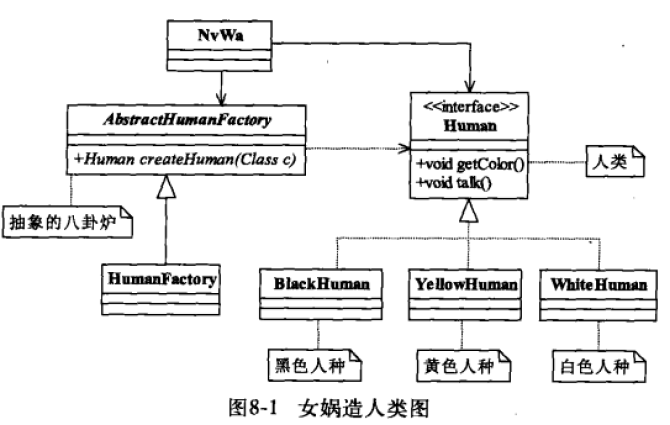 NvWa
<<interface>>
Human
+void getColor()
+void talk()
人类
AbstractHumanFactory
+Human createHuman(Class c)
抽象的八卦炉
HumanFactory
BlackHuman
YellowHuman
WhiteHuman
黑色人种
黄色人种
白色人种
图8-1 女娲造人类图